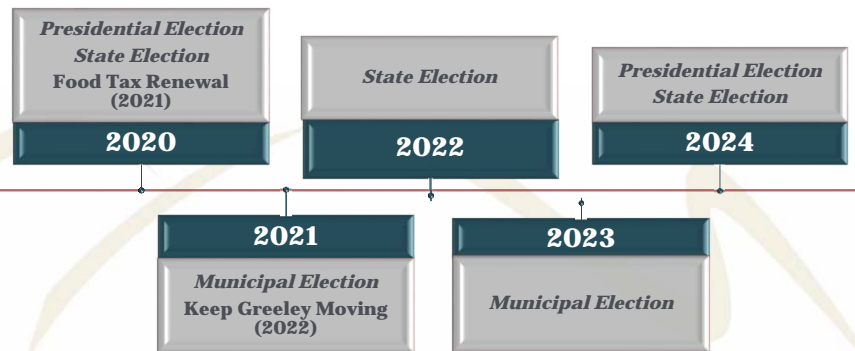 Presidential Election
State Election
Food Tax Renewal
(2021)
2020
State Election
2022
Presidential Election
State Election
2024
2021
Municipal Election
Keep Greeley Moving
(2022)
2023
Municipal Election